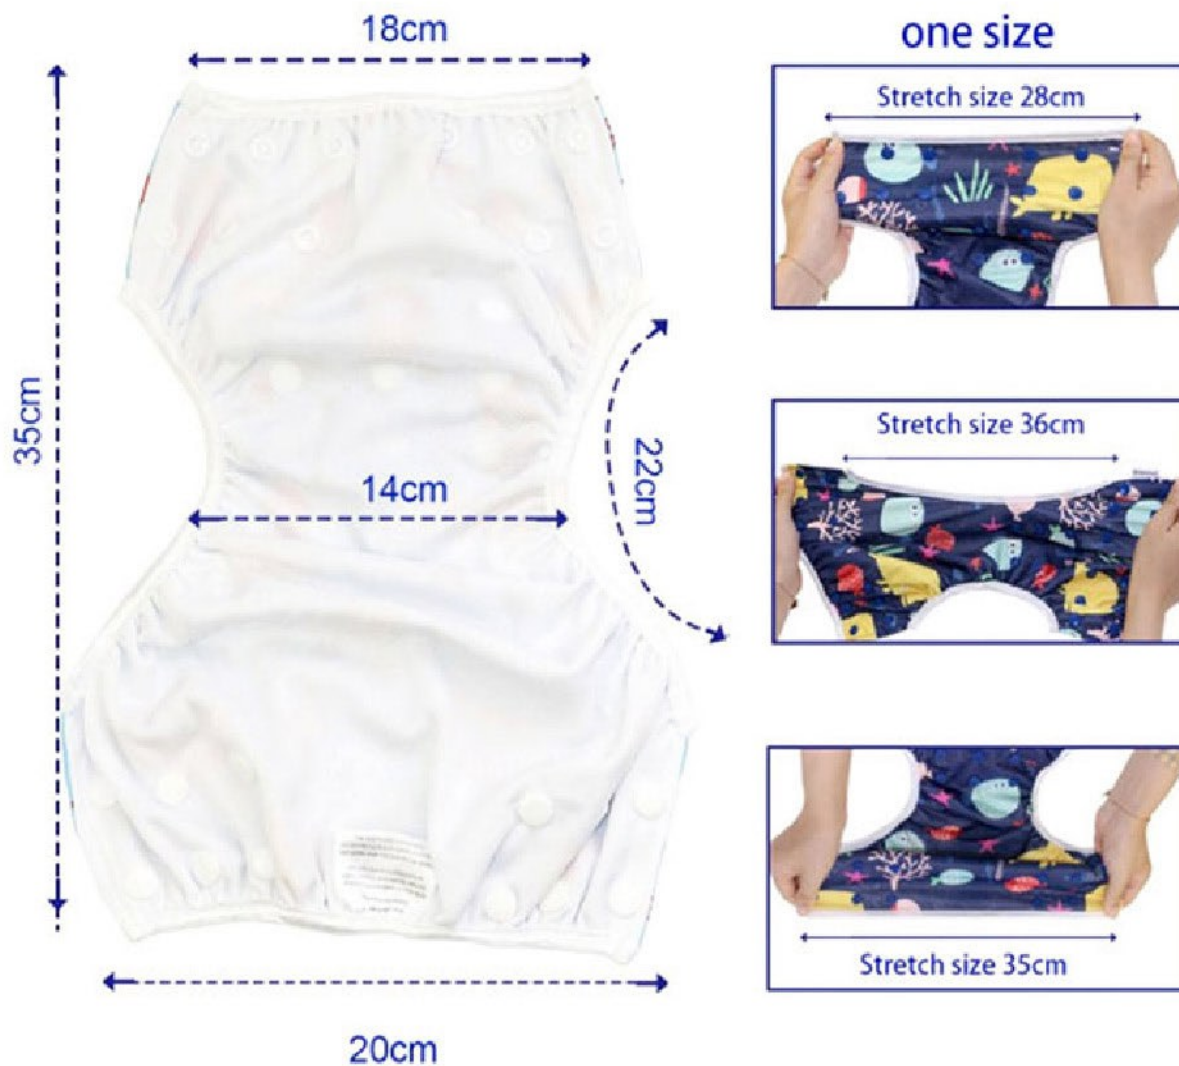 18cm
35cm
14cm
22cm
20cm
one size
Stretch size 28cm
Stretch size 36cm
Stretch size 35cm